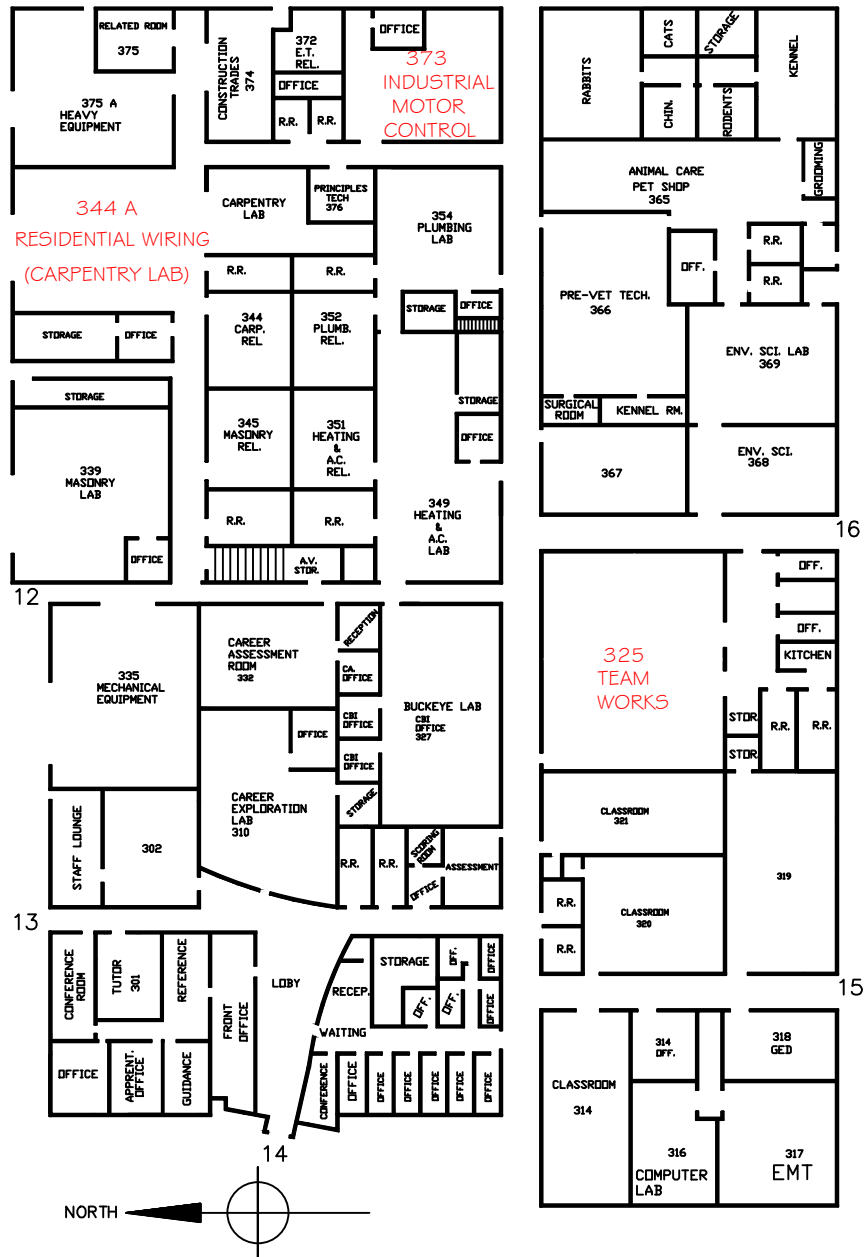 RELATED ROOM
375
375 A
HEAVY
EQUIPMENT
CONSTRUCTION
TRADES
374
372
E.T.
REL.
OFFICE
R.R.
R.R.
OFFICE
373
INDUSTRIAL
MOTOR
CONTROL
344 A
RESIDENTIAL WIRING
(CARPENTRY LAB)
CARPENTRY
LAB
PRINCIPLES
TECH
376
354
PLUMBING
LAB
R.R.
R.R.
STORAGE
OFFICE
344
CARP.
REL
352
PLUMB.
REL.
STORAGE
OFFICE
STORAGE
STORAGE
OFFICE
345
MASONRY
REL.
351
HEATING
&
A.C.
REL.
339
MASONRY
LAB
OFFICE
R.R.
R.R.
349
HEATING
&
A.C.
LAB
A.V.
STOR.
12
335
MECHANICAL
EQUIPMENT
CAREER
ASSESSMENT
ROOM
332
RECEPTION
CA.
OFFICE
CBI
OFFICE
CBI
OFFICE
OFFICE
BUCKEYE LAB
CBI
OFFICE
327
CAREER
EXPLORATION
LAB
310
STORAGE
STAFF LOUNGE
302
R.R.
R.R.
SCORING
ROOM
OFFICE
ASSESSMENT
13
CONFERENCE
ROOM
TUTOR
301
REFERENCE
FRONT
OFFICE
LOBY
RECEP.
WAITING
STORAGE
OFF.
OFFICE
OFF.
OFF.
OFFICE
OFFICE
APPRENT.
OFFICE
GUIDANCE
CONFERENCE
OFFICE
OFFICE
OFFICE
OFFICE
OFFICE
OFFICE
14
NORTH
RABBITS
CATS
STORAGE
KENNEL
CHIN.
RODENTS
ANIMAL CARE
PET SHOP
365
GROOMING
OFF.
R.R.
R.R.
PRE-VET TECH.
366
ENV. SCI. LAB
369
SURGICAL
ROOM
KENNEL RM.
367
ENV. SCI.
368
16
OFF.
OFF.
KITCHEN
325
TEAM
WORKS
STOR.
STOR.
R.R.
R.R.
CLASSROOM
321
319
R.R.
R.R.
CLASSROOM
320
15
CLASSROOM
314
314
OFF.
318
GED
316
COMPUTER
LAB
317
EMT